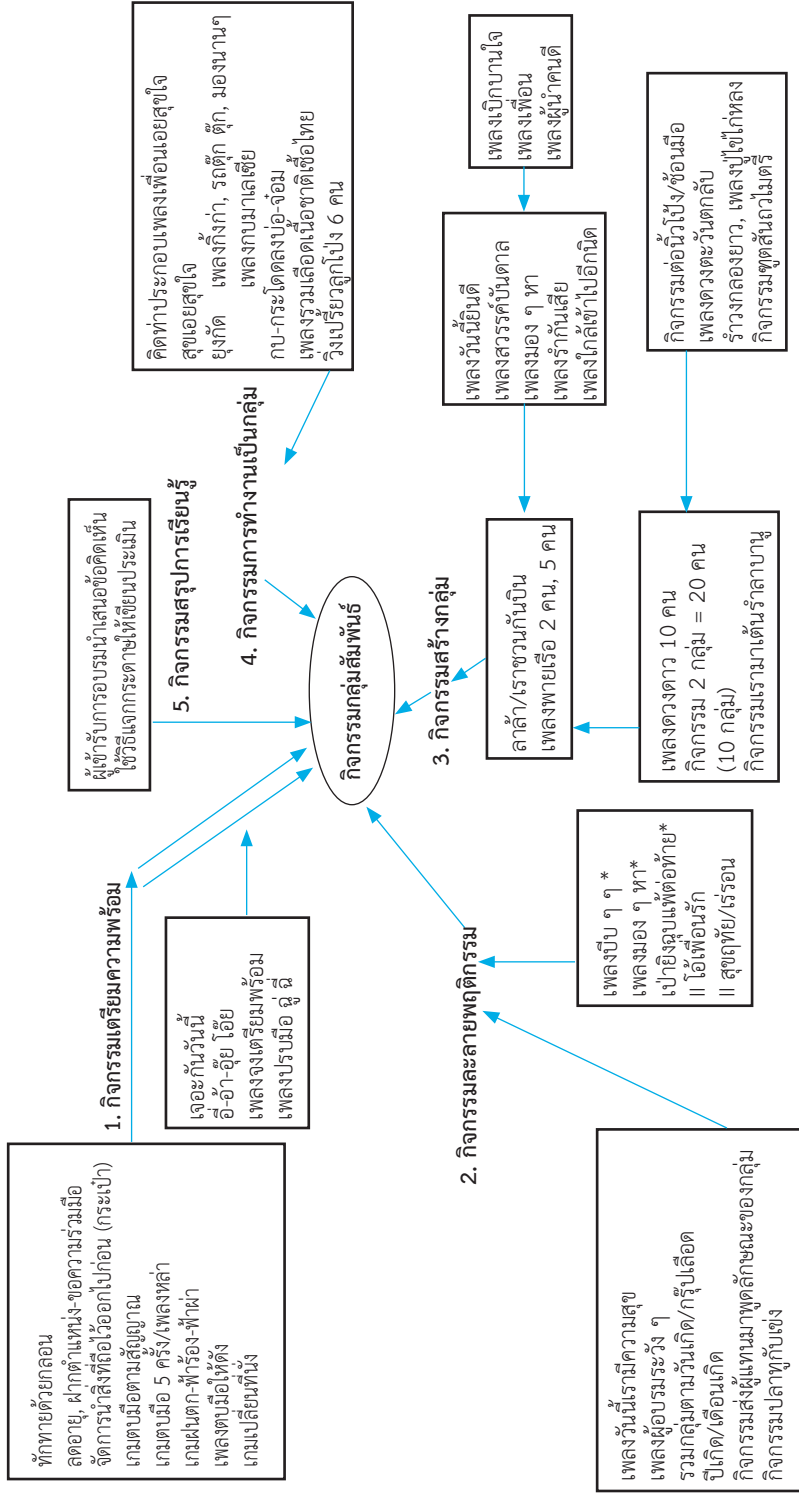 ทักทายด้วยกลอน
ลดอายุ, ฝากตำแหน่ง-ขอความร่วมมือ
จัดการนำสิ่งที่ถือไว้ออกไปก่อน (กระเป๋า)
เกมตบมือตามสัญญาณ
เกมตบมือ 5 ครั้ง/เพลงเหล่า
เกมฝนตก-ฟ้าร้อง-ฟ้าผ่า
เพลงตบมือให้ดัง
เกมเปลี่ยนที่นั่ง
1. กิจกรรมเตรียมความพร้อม
เจอะกันวันนี้
อี-อ้า-อุ๊ย โอ๊ย
เพลงจงเตรียมพร้อม
เพลงปรบมือ ฉู่ ฉี่
ผู้เข้ารับการอบรมนำเสนอข้อคิดเห็น
ใช้วิธีแจกกระดาษให้เขียนประเมิน
5. กิจกรรมสรุปการเรียนรู้
4. กิจกรรมการทำงานเป็นกลุ่ม
คิดท่าประกอบเพลงเพื่อนเอยสุขใจ
สุขเอยสุขใจ
ยุงกัด เพลงกิ้งก่า, รถตุ๊ก ตุ๊ก, มองนานๆ
เพลงกบมาเลเซีย
กบ-กระโดดลงบ่อ-จ๋อม
เพลงรวมเลือดเนื้อชาติเชื้อไทย
วิ่งเปรี้ยวลูกโป่ง 6 คน
กิจกรรมกลุ่มสัมพันธ์
2. กิจกรรมละลายพฤติกรรม
เพลงวันนี้เรามีความสุข
เพลงผู้อบรมระวัง ๆ
รวมกลุ่มตามวันเกิด/กรุ๊ปเลือด
ปีเกิด/เดือนเกิด
กิจกรรมส่งผู้แทนมาพูดลักษณะของกลุ่ม
กิจกรรมปลาทูกับเข่ง
เพลงบีบ ๆ ๆ *
เพลงมอง ๆ หา*
เป่ายิงฉุบแพ้ต่อท้าย*
|| โอ้เพื่อนรัก
|| สุขฤทัย/เร่ร่อน
3. กิจกรรมสร้างกลุ่ม
ลาล้า/เราชวนกันบิน
เพลงพายเรือ 2 คน, 5 คน
เพลงวันนี้ยินดี
เพลงสวรรค์บันดาล
เพลงมอง ๆ หา
เพลงรำกันเสีย
เพลงใกล้เข้าไปอีกนิด
เพลงเบิกบานใจ
เพลงเพื่อน
เพลงผู้นำคนดี
เพลงดวงดาว 10 คน
กิจกรรม 2 กลุ่ม = 20 คน
(10 กลุ่ม)
กิจกรรมเรามาเต้นรำลาบานู
กิจกรรมต่อนิ้วโป้ง/ซ้อนมือ
เพลงดวงตะวันตกลับ
รำวงกลองยาว, เพลงปูไข่ไก่หลง
กิจกรรมฑูตสันถวไมตรี